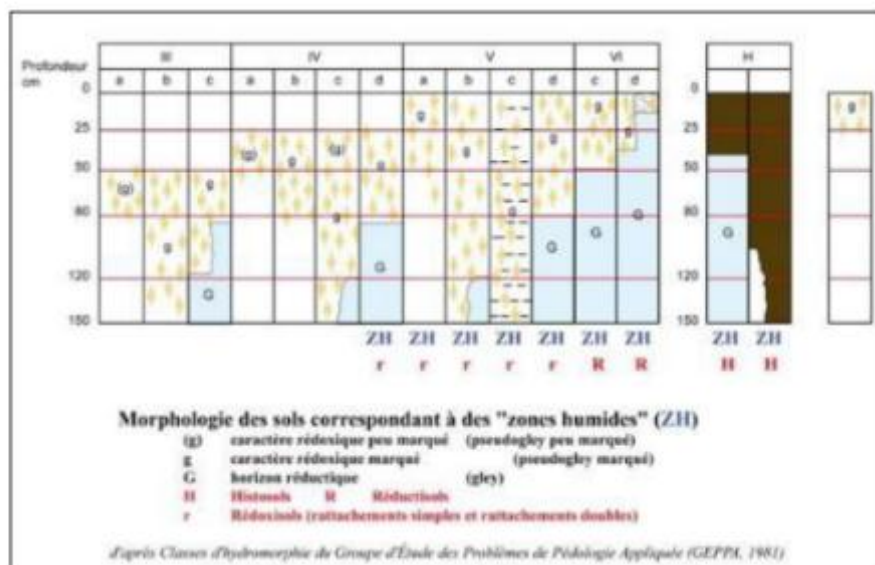 III IV V VI H
Profondeur
cm
a b c a b c d a b c d c d
0 0
25 25
50 50
80 80
120 120
150 150
(g) g g G (g) g (g) g g G g g g g G g G g G G
g
ZH ZH ZH ZH ZH ZH ZH ZH ZH
r r r r r R R H H
Morphologie des sols correspondant à des "zones humides" (ZH)
(g) caractère rédoxique peu marqué (pseudogley peu marqué)
g caractère rédoxique marqué (pseudogley marqué)
G horizon réductique (gley)
H Histosols R Réductisols
r Rédoxisols (rattachements simples et rattachements doubles)
d'après Classes d'hydromorphie du Groupe d'Étude des Problèmes de Pédologie Appliquée (GEPPA, 1981)